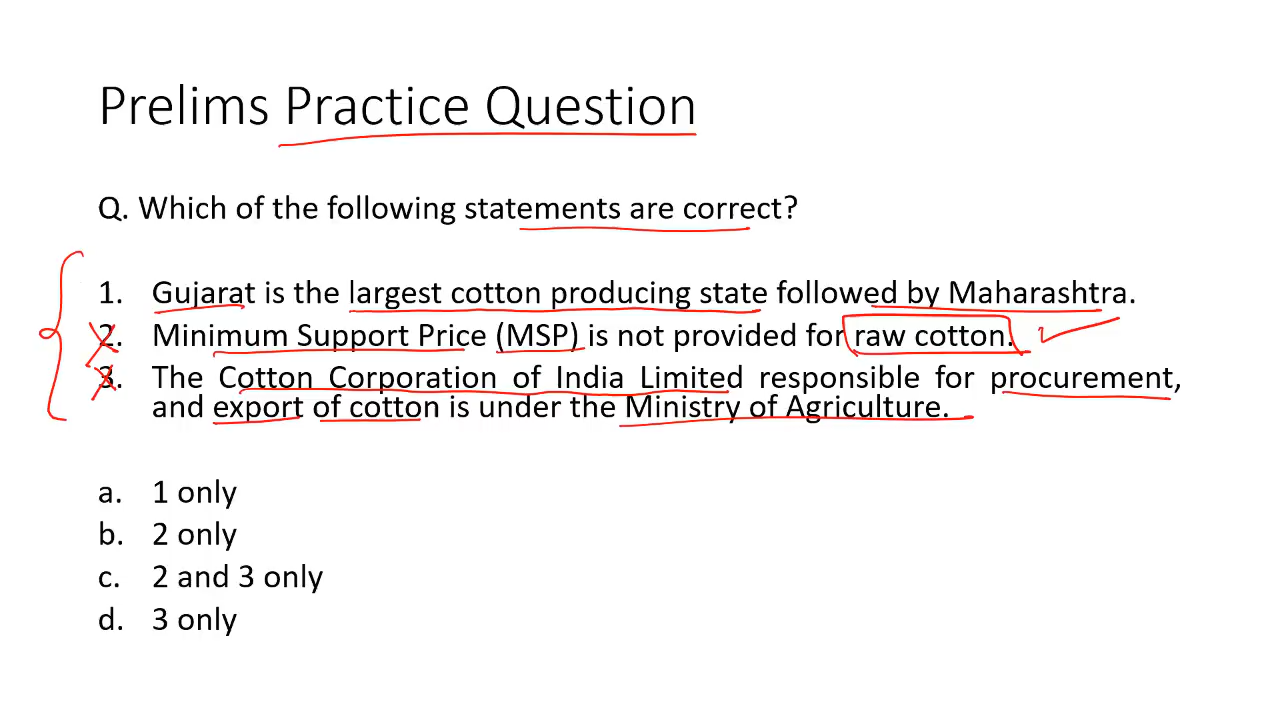 Prelims Practice Question
Q. Which of the following statements are correct?
1. Gujarat is the largest cotton producing state followed by Maharashtra.
2. Minimum Support Price (MSP) is not provided for raw cotton.
3. The Cotton Corporation of India Limited responsible for procurement,
and export of cotton is under the Ministry of Agriculture.
a. 1 only
b. 2 only
c. 2 and 3 only
d. 3 only